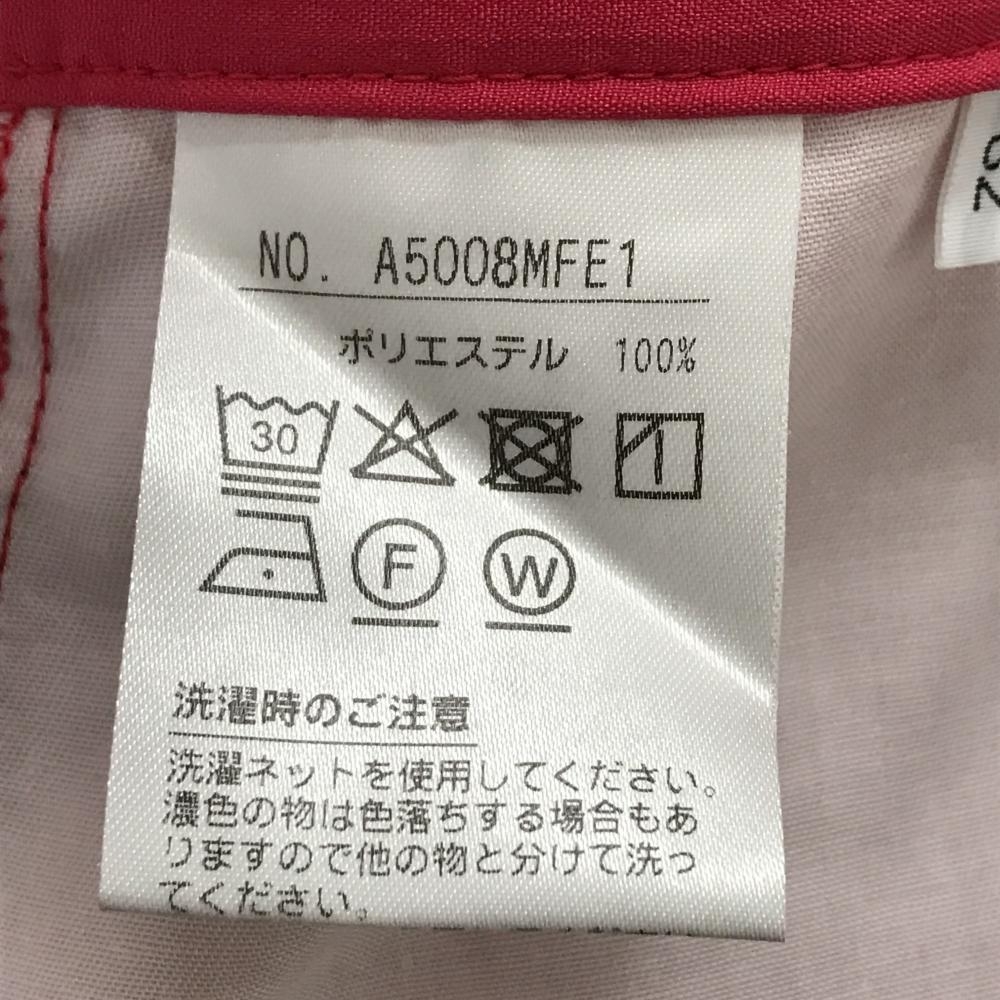 NO. A5008MFE1
ポリエステル 100%
30
F W
洗濯時のご注意
洗濯ネットを使用してください。
濃色の物は色落ちする場合もあ
りますので他の物と分けて洗っ
てください。